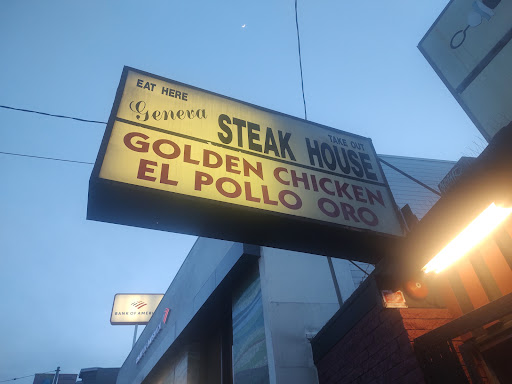 EAT HERE
Geneva
STEAK HOUSE
TAKE OUT
GOLDEN CHICKEN
EL POLLO ORO
BANK OF AMERICA